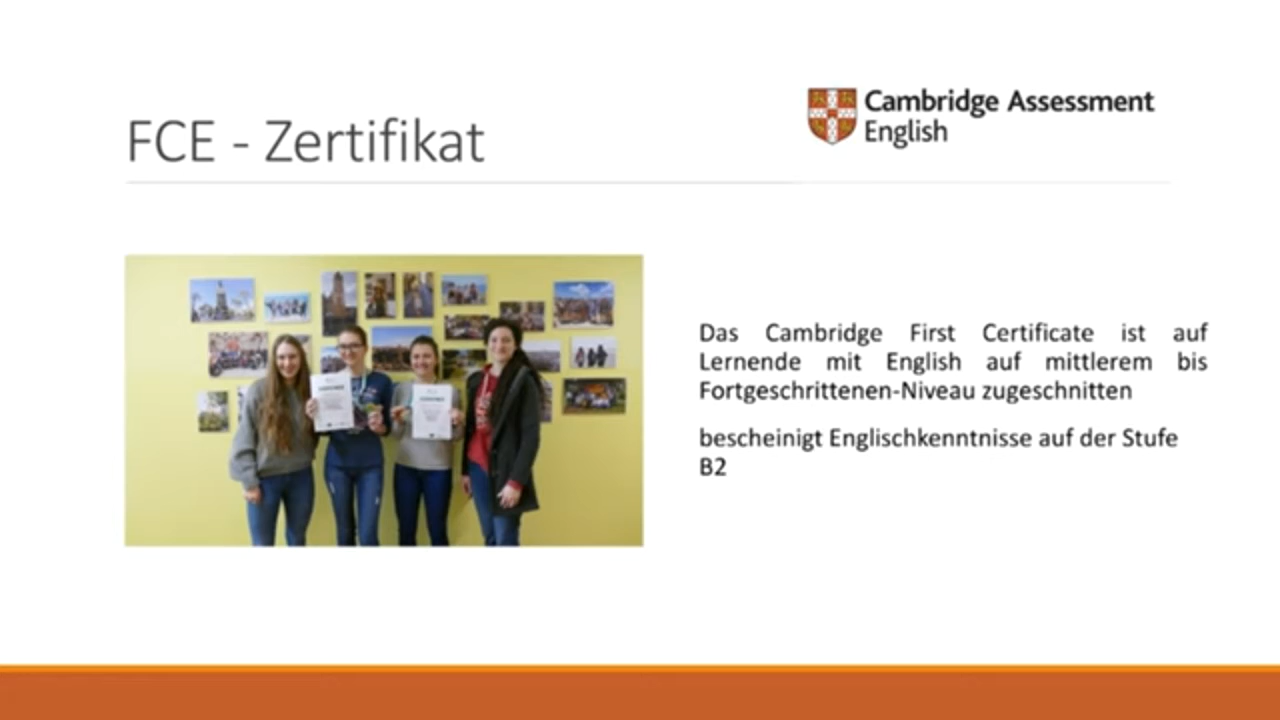 FCE - Zertifikat
Cambridge Assessment
English
Das Cambridge First Certificate ist auf
Lernende mit English auf mittlerem bis
Fortgeschrittenen-Niveau zugeschnitten
bescheinigt Englischkenntnisse auf der Stufe
B2